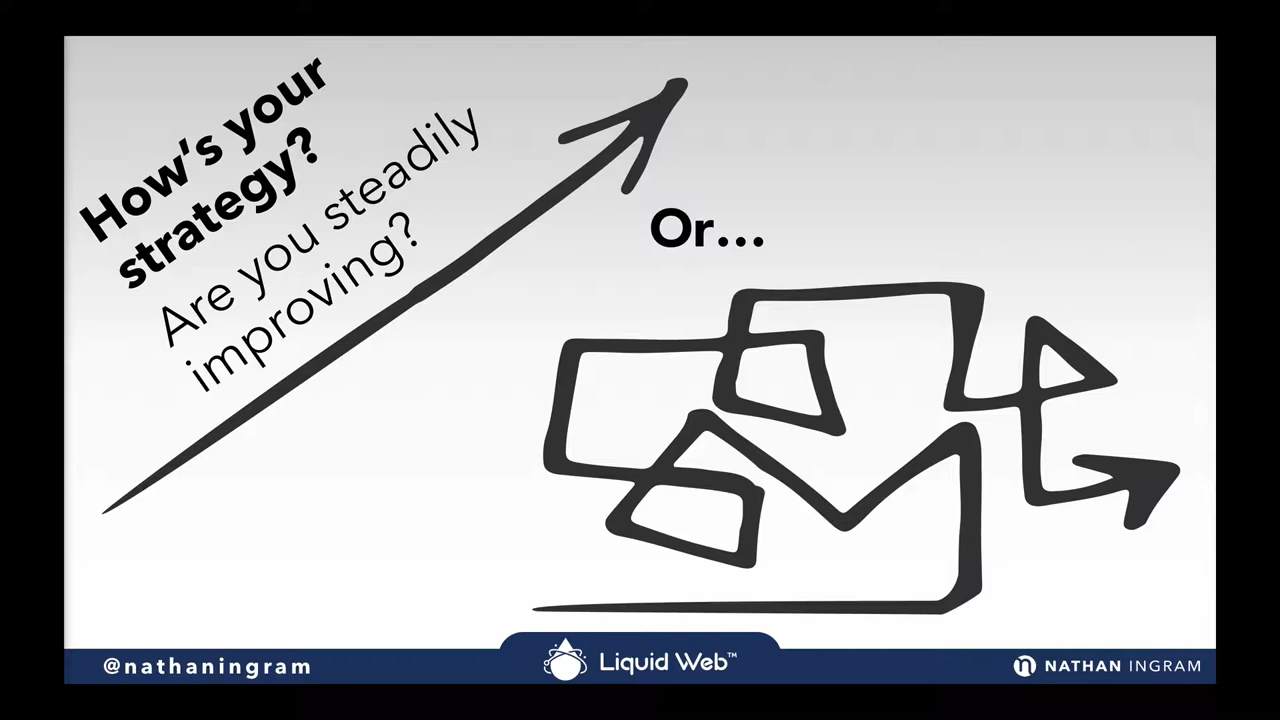 How's your
strategy?
Are you steadily
improving?
Or...
@nathaningram
Liquid Web™
n NATHAN INGRAM